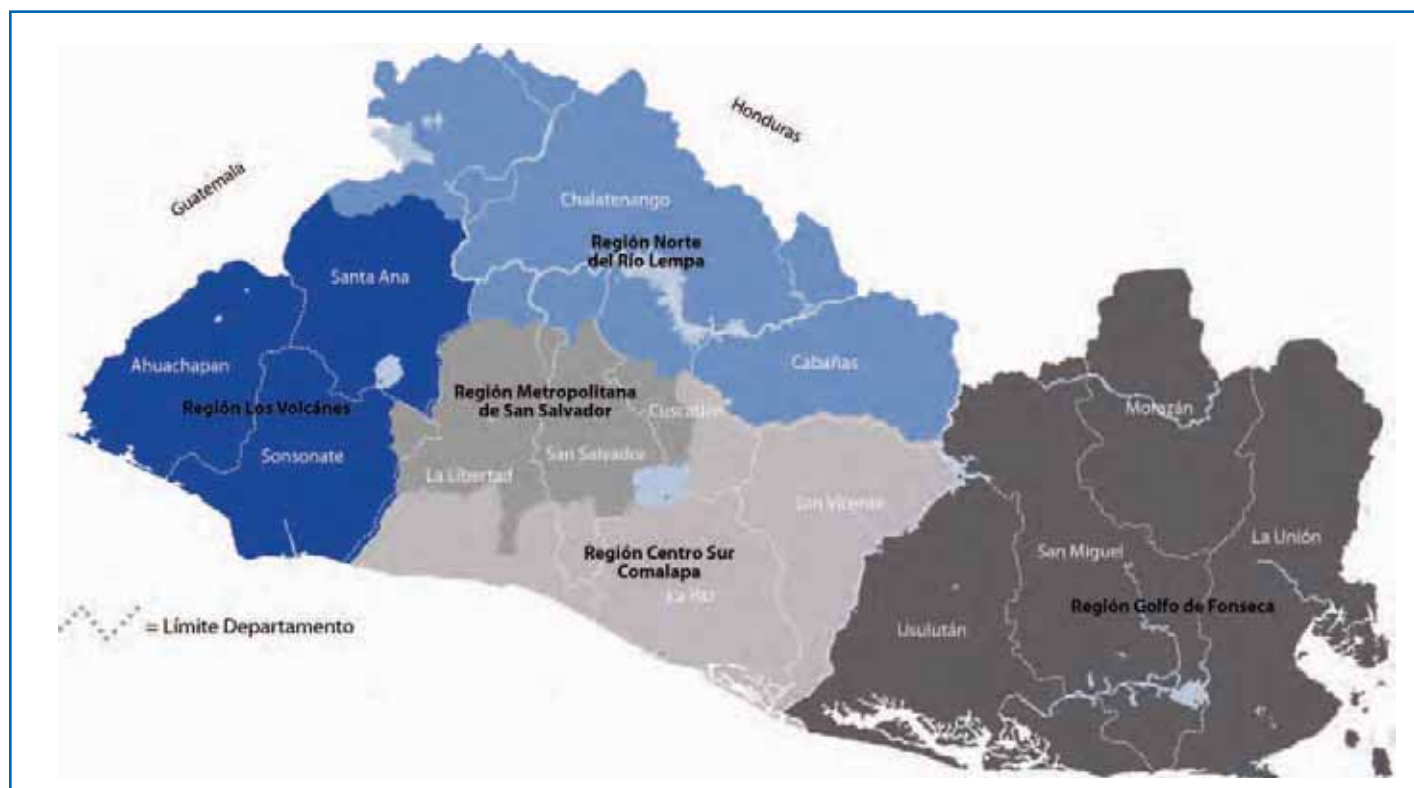 Honduras
Guatemala
Chalatenango
Región Norte
del Río Lempa
Santa Ana
Ahuachapan
Cabañas
Región Metropolitana
de San Salvador
Región Los Volcánes
Cuscatlán
Morazán
Sonsonate
San Salvador
La Libertad
San Vicente
La Unión
San Miguel
Región Centro Sur
Comalapa
La Paz
Región Golfo de Fonseca
Usulután
= Límite Departamento